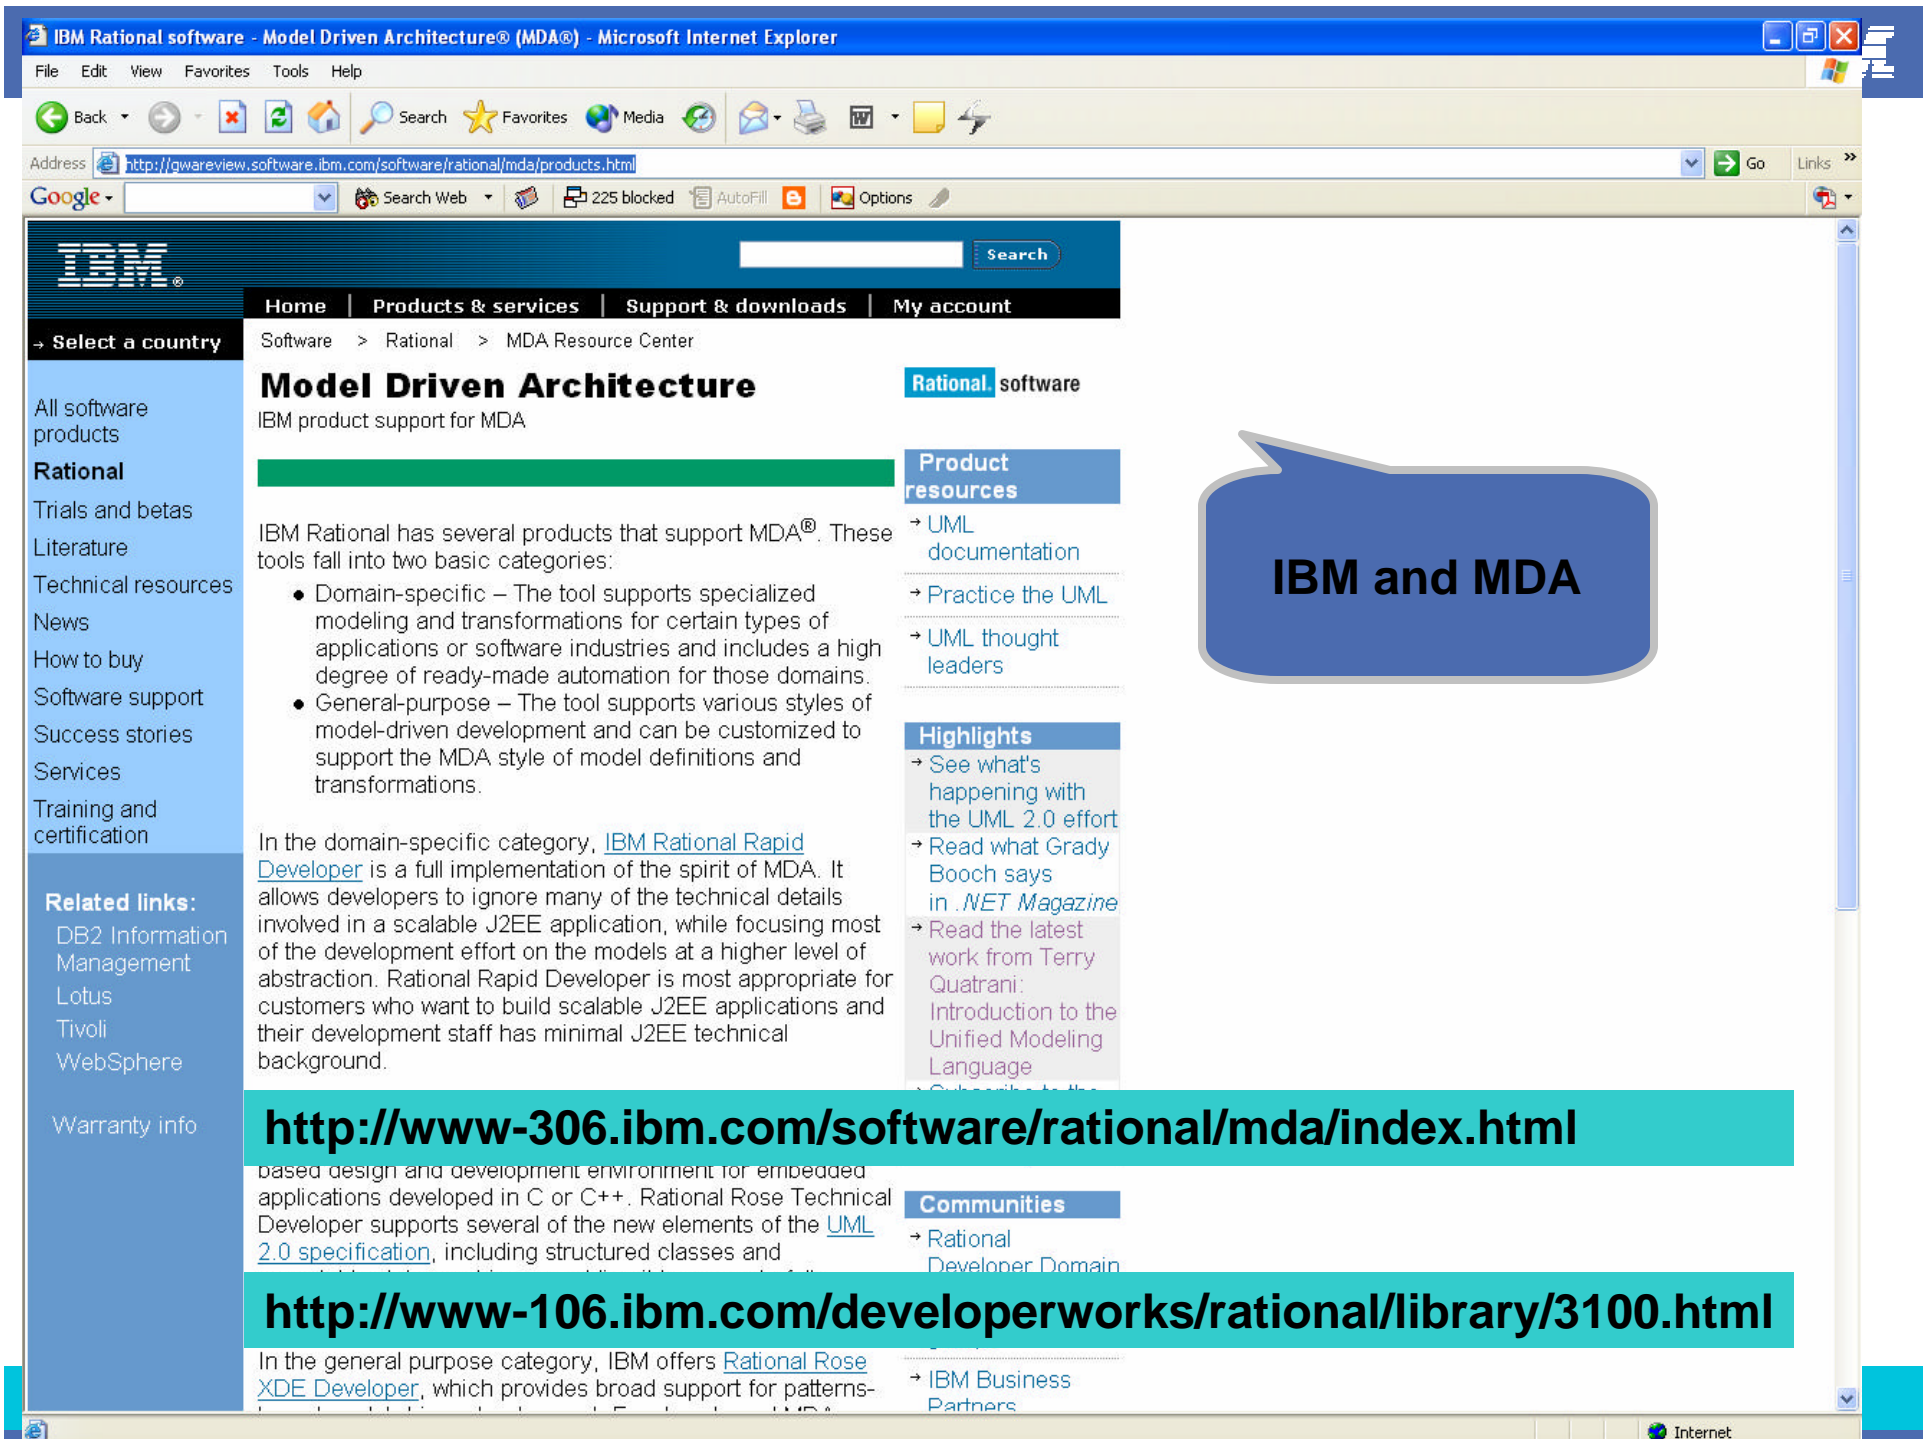 IBM Rational software - Model Driven Architecture® (MDA®) - Microsoft Internet Explorer
File Edit View Favorites Tools Help
Back Search Favorites Media
Address http://gwareview.software.ibm.com/software/rational/mda/products.html Go Links »
Google Search Web 225 blocked AutoFill Options
IBM®
Search
Home | Products & services | Support & downloads | My account
→ Select a country
Software > Rational > MDA Resource Center
All software
products
Rational
Trials and betas
Literature
Technical resources
News
How to buy
Software support
Success stories
Services
Training and
certification
Related links:
DB2 Information
Management
Lotus
Tivoli
WebSphere
Warranty info
Model Driven Architecture
IBM product support for MDA
IBM Rational has several products that support MDA®. These
tools fall into two basic categories:
● Domain-specific – The tool supports specialized
modeling and transformations for certain types of
applications or software industries and includes a high
degree of ready-made automation for those domains.
● General-purpose – The tool supports various styles of
model-driven development and can be customized to
support the MDA style of model definitions and
transformations.
In the domain-specific category, IBM Rational Rapid
Developer is a full implementation of the spirit of MDA. It
allows developers to ignore many of the technical details
involved in a scalable J2EE application, while focusing most
of the development effort on the models at a higher level of
abstraction. Rational Rapid Developer is most appropriate for
customers who want to build scalable J2EE applications and
their development staff has minimal J2EE technical
background.
http://www-306.ibm.com/software/rational/mda/index.html
based design and development environment for embedded
applications developed in C or C++. Rational Rose Technical
Developer supports several of the new elements of the UML
2.0 specification, including structured classes and
http://www-106.ibm.com/developerworks/rational/library/3100.html
In the general purpose category, IBM offers Rational Rose
XDE Developer, which provides broad support for patterns-
Rational. software
Product
resources
→ UML
documentation
→ Practice the UML
→ UML thought
leaders
Highlights
→ See what's
happening with
the UML 2.0 effort
→ Read what Grady
Booch says
in .NET Magazine
→ Read the latest
work from Terry
Quatrani:
Introduction to the
Unified Modeling
Language
→ Subscribe to the
Communities
→ Rational
Developer Domain
→ IBM Business
Partners
IBM and MDA
Internet